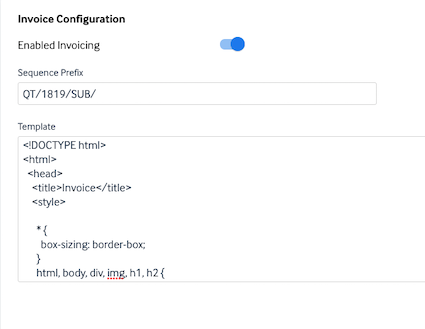 Invoice Configuration
Enabled Invoicing
Sequence Prefix
QT/1819/SUB/
Template
<!DOCTYPE html>
<html>
<head>
<title>Invoice</title>
<style>
* {
box-sizing: border-box;
}
html, body, div, img, h1, h2 {